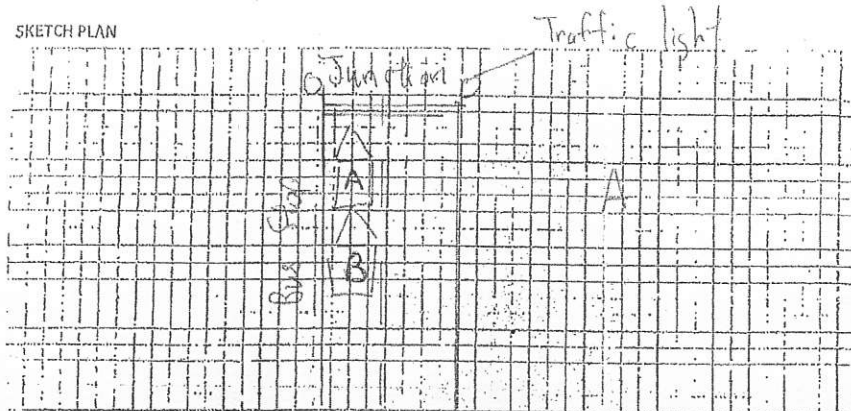 Traffic light
SKETCH PLAN
Junction
A
A
Bus Stop
B